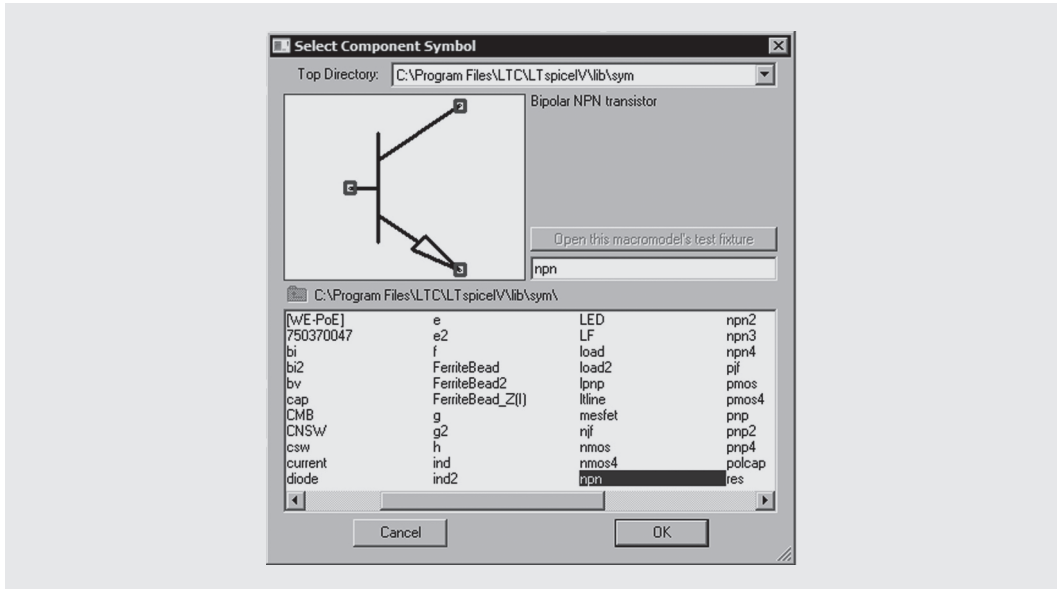 Select Component Symbol
Top Directory: C:\Program Files\LTC\LTspiceIV\lib\sym
Bipolar NPN transistor
Open this macromodel's test fixture
npn
C:\Program Files\LTC\LTspiceIV\lib\sym\
[WE-PoE] e LED npn2
750370047 e2 LF npn3
bi f load npn4
bi2 FerriteBead load2 pjf
bv FerriteBead2 lpnp pmos
cap FerriteBead_Z(I) ltline pmos4
CMB g mesfet pnp
CNSW g2 njf pnp2
csw h nmos pnp4
current ind nmos4 polcap
diode ind2 npn res
Cancel OK